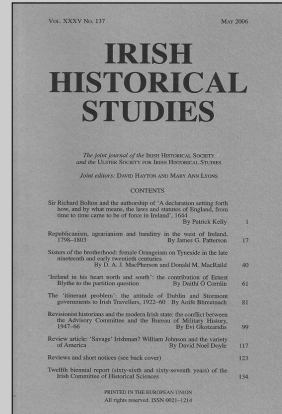 VOL. XXXV NO. 137 MAY 2006
IRISH
HISTORICAL
STUDIES
The joint journal of the IRISH HISTORICAL SOCIETY
and the ULSTER SOCIETY FOR IRISH HISTORICAL STUDIES
Joint editors: DAVID HAYTON AND MARY ANN LYONS
CONTENTS
Sir Richard Bolton and the authorship of ‘A declaration setting forth
how, and by what means, the laws and statutes of England, from
time to time came to be of force in Ireland’, 1644
By Patrick Kelly 1
Republicanism, agrarianism and banditry in the west of Ireland,
1798–1803 By James G. Patterson 17
Sisters of the brotherhood: female Orangeism on Tyneside in the late
nineteenth and early twentieth centuries
By D. A. J. MacPherson and Donald M. MacRaild 40
‘Ireland in his heart north and south’: the contribution of Ernest
Blythe to the partition question By Daithí Ó Corráin 61
The ‘itinerant problem’: the attitude of Dublin and Stormont
governments to Irish Travellers, 1922–60 By Aoife Bhreatnach 81
Revisionist historians and the modern Irish state: the conflict between
the Advisory Committee and the Bureau of Military History,
1947–66 By Evi Gkotzaridis 99
Review article: ‘Savage’ Irishman? William Johnson and the variety
of America By David Noel Doyle 117
Reviews and short notices (see back cover) 123
Twelfth biennial report (sixty-sixth and sixty-seventh years) of the
Irish Committee of Historical Sciences 134
PRINTED IN THE EUROPEAN UNION
All rights reserved. ISSN 0021–1214